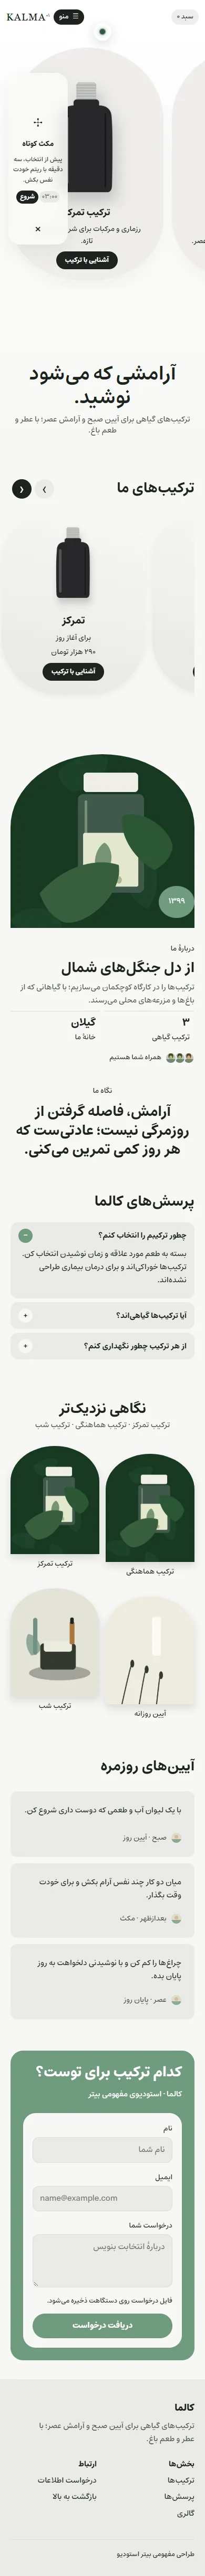 سبد ۰
منو
KALMA
مکث کوتاه
پیش از انتخاب، سه
دقیقه با ریتم خودت
نفس بکش.
۰۳:۰۰
شروع
×
ترکیب تمرکز
رزماری و مرکبات برای شر
تازه.
آشنایی با ترکیب
عصر.
آرامشی که می‌شود
نوشید.
ترکیب‌های گیاهی برای آیین صبح و آرامش عصر؛ با عطر و
طعم باغ.
ترکیب‌های ما
تمرکز
برای آغاز روز
۲۹۰ هزار تومان
آشنایی با ترکیب
۱۳۹۹
دربارهٔ ما
از دل جنگل‌های شمال
ترکیب‌ها را در کارگاه کوچکمان می‌سازیم؛ با گیاهانی که از
باغ‌ها و مزرعه‌های محلی می‌رسند.
۳
ترکیب گیاهی
گیلان
خانهٔ ما
همراه شما هستیم
نگاه ما
آرامش، فاصله گرفتن از
روزمرگی نیست؛ عادتی‌ست که
هر روز کمی تمرین می‌کنی.
پرسش‌های کالما
چطور ترکیبم را انتخاب کنم؟
بسته به طعم مورد علاقه و زمان نوشیدن انتخاب کن.
ترکیب‌ها خوراکی‌اند و برای درمان بیماری طراحی
نشده‌اند.
آیا ترکیب‌ها گیاهی‌اند؟
+
از هر ترکیب چطور نگهداری کنم؟
+
نگاهی نزدیک‌تر
ترکیب تمرکز · ترکیب هماهنگی · ترکیب شب
ترکیب تمرکز
ترکیب هماهنگی
ترکیب شب
آیین روزانه
آیین‌های روزمره
با یک لیوان آب و طعمی که دوست داری شروع کن.
صبح · آیین روز
میان دو کار چند نفس آرام بکش و برای خودت
وقت بگذار.
بعدازظهر · مکث
چراغ‌ها را کم کن و با نوشیدنی دلخواهت به روز
پایان بده.
عصر · پایان روز
کدام ترکیب برای توست؟
کالما · استودیوی مفهومی بیتر
نام
نام شما
ایمیل
name@example.com
درخواست شما
دربارهٔ انتخابت بنویس
فایل درخواست روی دستگاهت ذخیره می‌شود.
دریافت درخواست
کالما
ترکیب‌های گیاهی برای آیین صبح و آرامش عصر؛ با
عطر و طعم باغ.
بخش‌ها
ترکیب‌ها
پرسش‌ها
گالری
ارتباط
درخواست اطلاعات
بازگشت به بالا
طراحی مفهومی بیتر استودیو